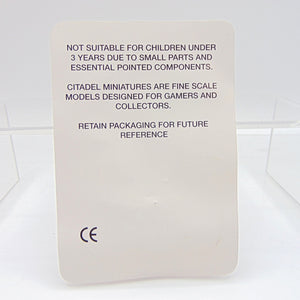 NOT SUITABLE FOR CHILDREN UNDER
3 YEARS DUE TO SMALL PARTS AND
ESSENTIAL POINTED COMPONENTS.
CITADEL MINIATURES ARE FINE SCALE
MODELS DESIGNED FOR GAMERS AND
COLLECTORS.
RETAIN PACKAGING FOR FUTURE
REFERENCE
CE